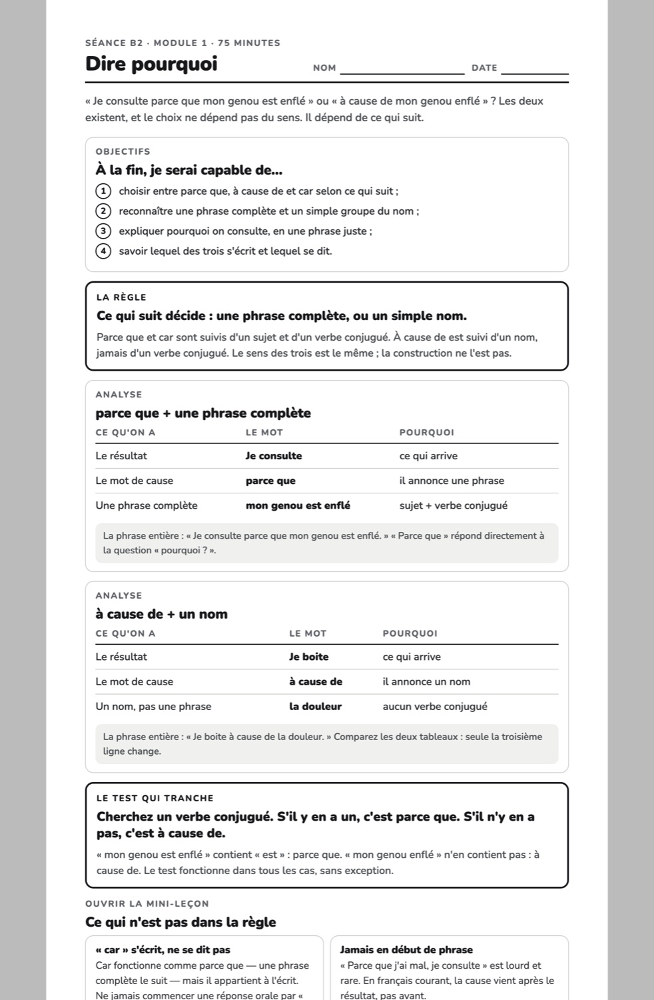 SÉANCE B2 · MODULE 1 · 75 MINUTES
Dire pourquoi
NOM
DATE
« Je consulte parce que mon genou est enflé » ou « à cause de mon genou enflé » ? Les deux
existent, et le choix ne dépend pas du sens. Il dépend de ce qui suit.
OBJECTIFS
À la fin, je serai capable de...
1 choisir entre parce que, à cause de et car selon ce qui suit ;
2 reconnaître une phrase complète et un simple groupe du nom ;
3 expliquer pourquoi on consulte, en une phrase juste ;
4 savoir lequel des trois s'écrit et lequel se dit.
LA RÈGLE
Ce qui suit décide : une phrase complète, ou un simple nom.
Parce que et car sont suivis d'un sujet et d'un verbe conjugué. À cause de est suivi d'un nom,
jamais d'un verbe conjugué. Le sens des trois est le même ; la construction ne l'est pas.
ANALYSE
parce que + une phrase complète
CE QU'ON A LE MOT POURQUOI
Le résultat Je consulte ce qui arrive
Le mot de cause parce que il annonce une phrase
Une phrase complète mon genou est enflé sujet + verbe conjugué
La phrase entière : « Je consulte parce que mon genou est enflé. » « Parce que » répond directement à
la question « pourquoi ? ».
ANALYSE
à cause de + un nom
CE QU'ON A LE MOT POURQUOI
Le résultat Je boite ce qui arrive
Le mot de cause à cause de il annonce un nom
Un nom, pas une phrase la douleur aucun verbe conjugué
La phrase entière : « Je boite à cause de la douleur. » Comparez les deux tableaux : seule la troisième
ligne change.
LE TEST QUI TRANCHE
Cherchez un verbe conjugué. S'il y en a un, c'est parce que. S'il n'y en a
pas, c'est à cause de.
« mon genou est enflé » contient « est » : parce que. « mon genou enflé » n'en contient pas : à
cause de. Le test fonctionne dans tous les cas, sans exception.
OUVRIR LA MINI-LEÇON
Ce qui n'est pas dans la règle
« car » s'écrit, ne se dit pas
Car fonctionne comme parce que — une phrase
complète le suit — mais il appartient à l'écrit.
Ne jamais commencer une réponse orale par «
Jamais en début de phrase
« Parce que j'ai mal, je consulte » est lourd et
rare. En français courant, la cause vient après le
résultat, pas avant.